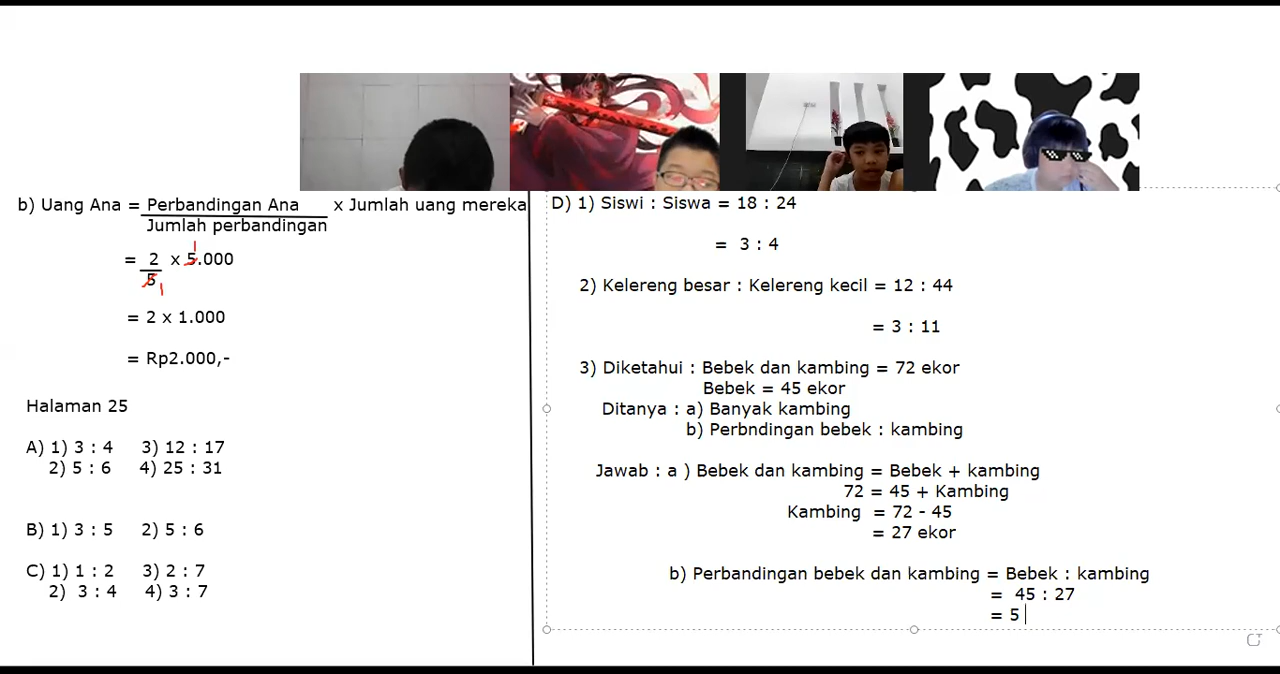 b) Uang Ana = Perbandingan Ana x Jumlah uang mereka
Jumlah perbandingan
= 2 x 5.000 1
5 1
= 2 x 1.000
= Rp2.000,-
Halaman 25
A) 1) 3 : 4 3) 12 : 17
2) 5 : 6 4) 25 : 31
B) 1) 3 : 5 2) 5 : 6
C) 1) 1 : 2 3) 2 : 7
2) 3 : 4 4) 3 : 7
D) 1) Siswi : Siswa = 18 : 24
= 3 : 4
2) Kelereng besar : Kelereng kecil = 12 : 44
= 3 : 11
3) Diketahui : Bebek dan kambing = 72 ekor
Bebek = 45 ekor
Ditanya : a) Banyak kambing
b) Perbndingan bebek : kambing
Jawab : a ) Bebek dan kambing = Bebek + kambing
72 = 45 + Kambing
Kambing = 72 - 45
= 27 ekor
b) Perbandingan bebek dan kambing = Bebek : kambing
= 45 : 27
= 5